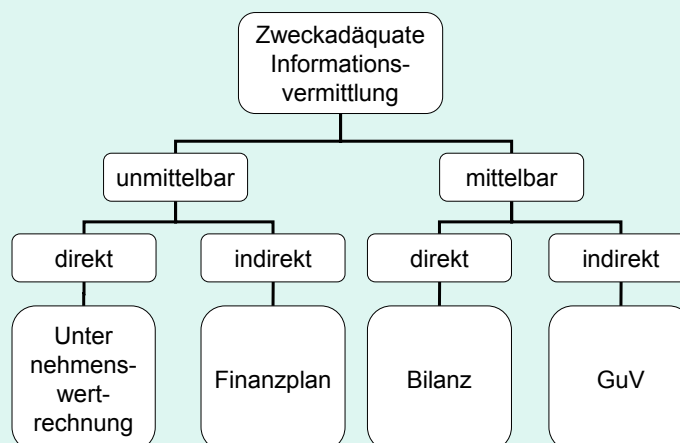 Zweckadäquate
Informations-
vermittlung
unmittelbar
mittelbar
direkt
indirekt
direkt
indirekt
Unter
nehmens-
wert-
rechnung
Finanzplan
Bilanz
GuV